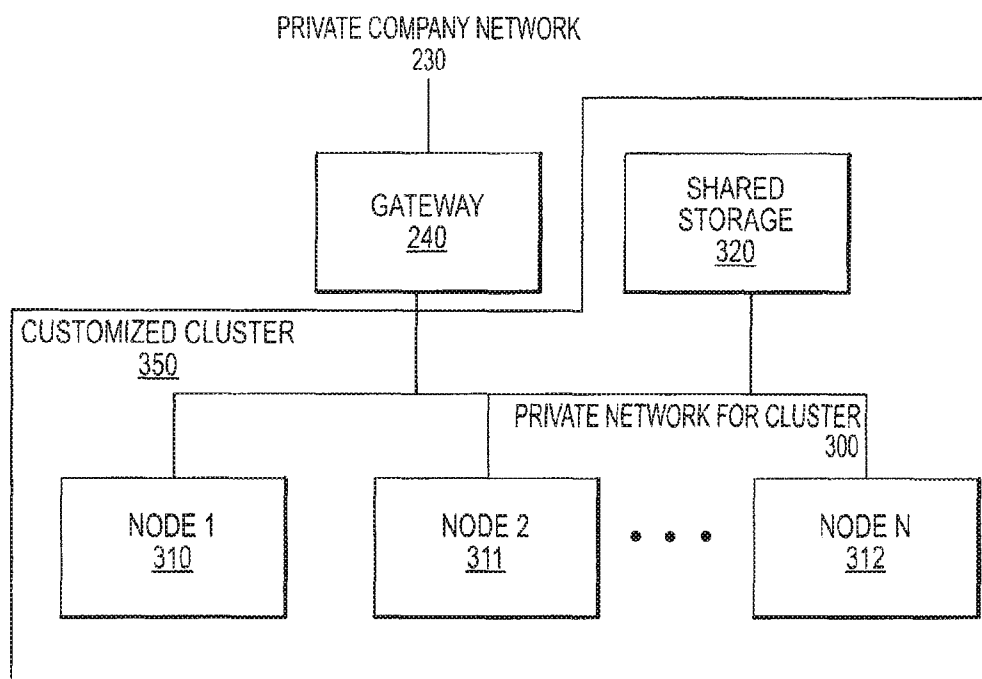 PRIVATE COMPANY NETWORK
230
GATEWAY
240
SHARED
STORAGE
320
CUSTOMIZED CLUSTER
350
PRIVATE NETWORK FOR CLUSTER
300
NODE 1
310
NODE 2
311
NODE N
312